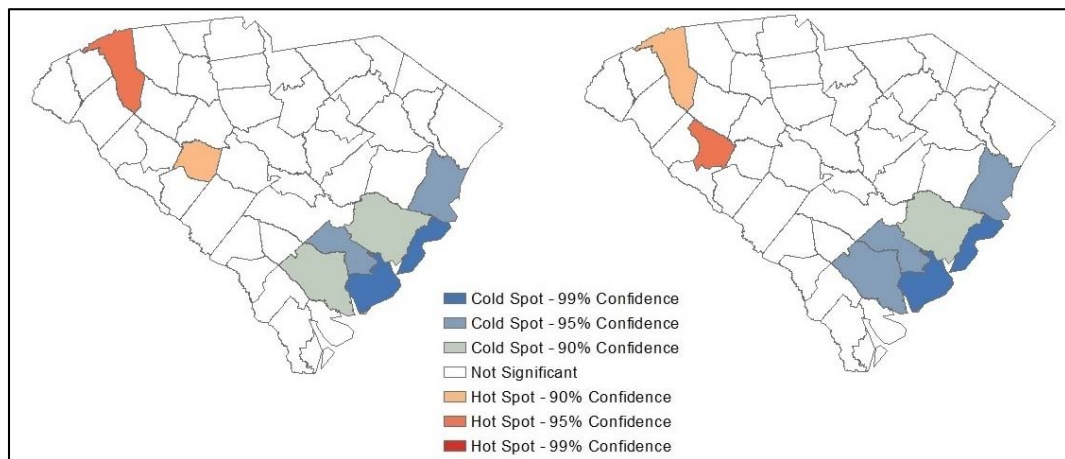 Cold Spot - 99% Confidence
Cold Spot - 95% Confidence
Cold Spot - 90% Confidence
Not Significant
Hot Spot - 90% Confidence
Hot Spot - 95% Confidence
Hot Spot - 99% Confidence